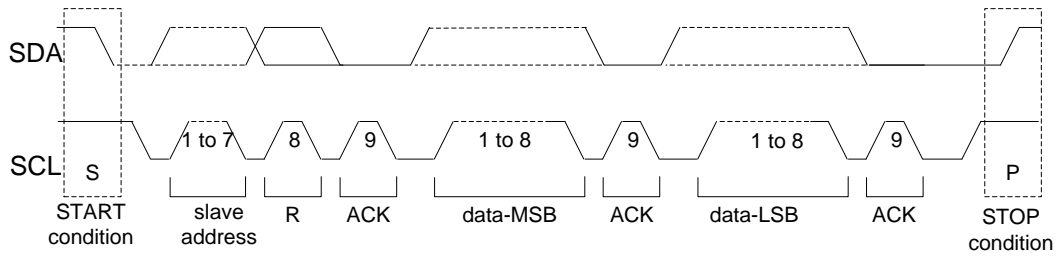 SDA
SCL
1 to 7
8
9
1 to 8
9
1 to 8
9
S
P
START
condition
slave
address
R
ACK
data-MSB
ACK
data-LSB
ACK
STOP
condition